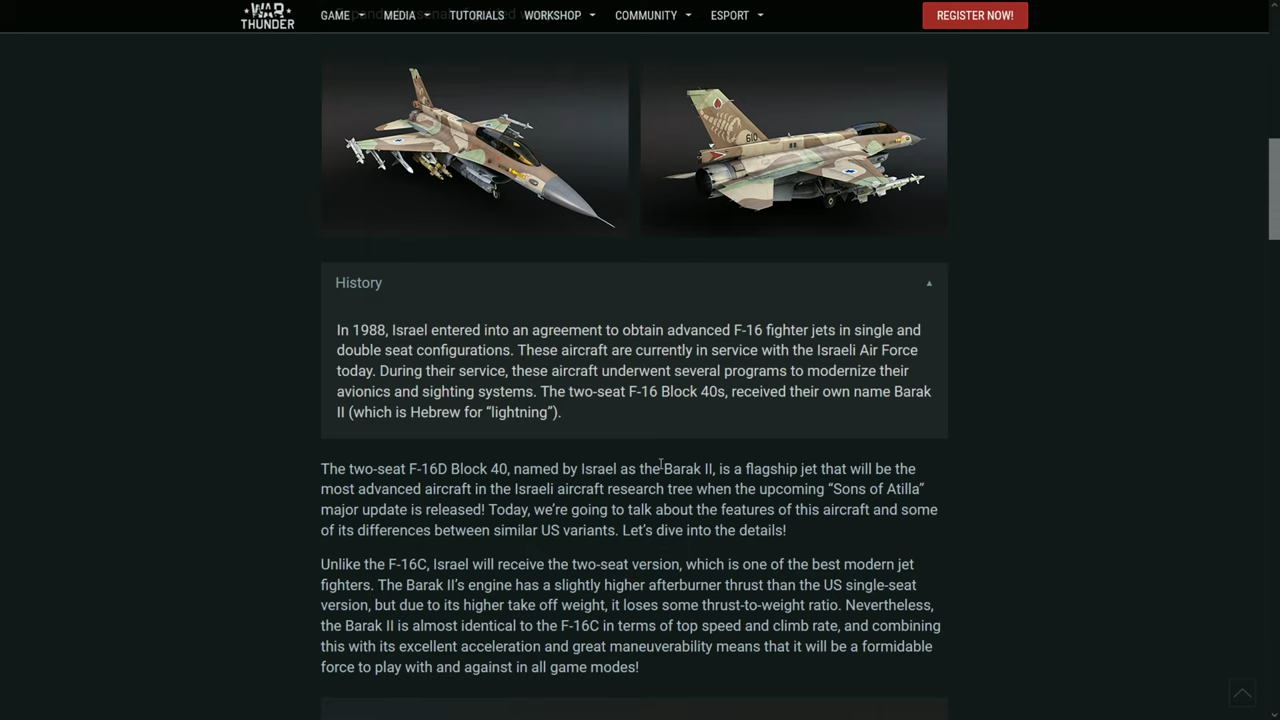 WAR THUNDER
GAME MEDIA TUTORIALS WORKSHOP COMMUNITY ESPORT REGISTER NOW!
610
History
In 1988, Israel entered into an agreement to obtain advanced F-16 fighter jets in single and
double seat configurations. These aircraft are currently in service with the Israeli Air Force
today. During their service, these aircraft underwent several programs to modernize their
avionics and sighting systems. The two-seat F-16 Block 40s, received their own name Barak
II (which is Hebrew for “lightning”).
The two-seat F-16D Block 40, named by Israel as the Barak II, is a flagship jet that will be the
most advanced aircraft in the Israeli aircraft research tree when the upcoming “Sons of Atilla”
major update is released! Today, we’re going to talk about the features of this aircraft and some
of its differences between similar US variants. Let’s dive into the details!
Unlike the F-16C, Israel will receive the two-seat version, which is one of the best modern jet
fighters. The Barak II’s engine has a slightly higher afterburner thrust than the US single-seat
version, but due to its higher take off weight, it loses some thrust-to-weight ratio. Nevertheless,
the Barak II is almost identical to the F-16C in terms of top speed and climb rate, and combining
this with its excellent acceleration and great maneuverability means that it will be a formidable
force to play with and against in all game modes!